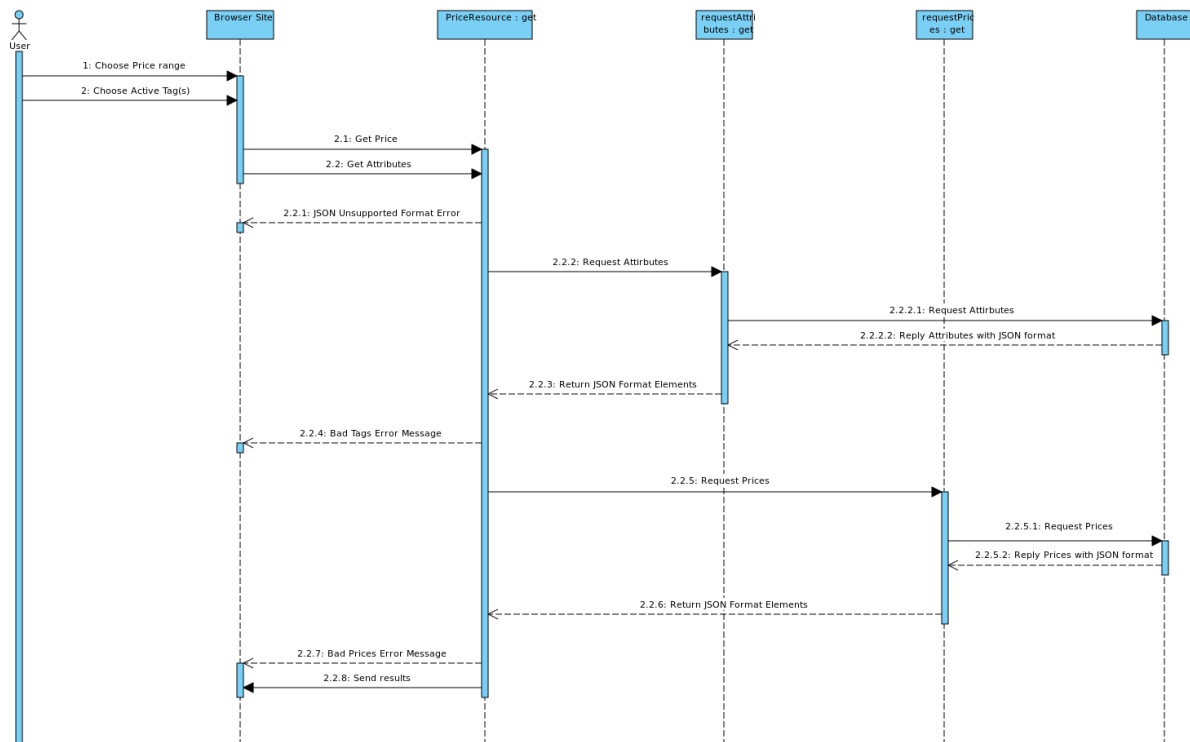 Browser Site
PriceResource : get
requestAttri
butes : get
requestPric
es : get
Database
User
1: Choose Price range
2: Choose Active Tag(s)
2.1: Get Price
2.2: Get Attributes
2.2.1: JSON Unsupported Format Error
2.2.2: Request Attirbutes
2.2.2.1: Request Attirbutes
2.2.2.2: Reply Attributes with JSON format
2.2.3: Return JSON Format Elements
2.2.4: Bad Tags Error Message
2.2.5: Request Prices
2.2.5.1: Request Prices
2.2.5.2: Reply Prices with JSON format
2.2.6: Return JSON Format Elements
2.2.7: Bad Prices Error Message
2.2.8: Send results